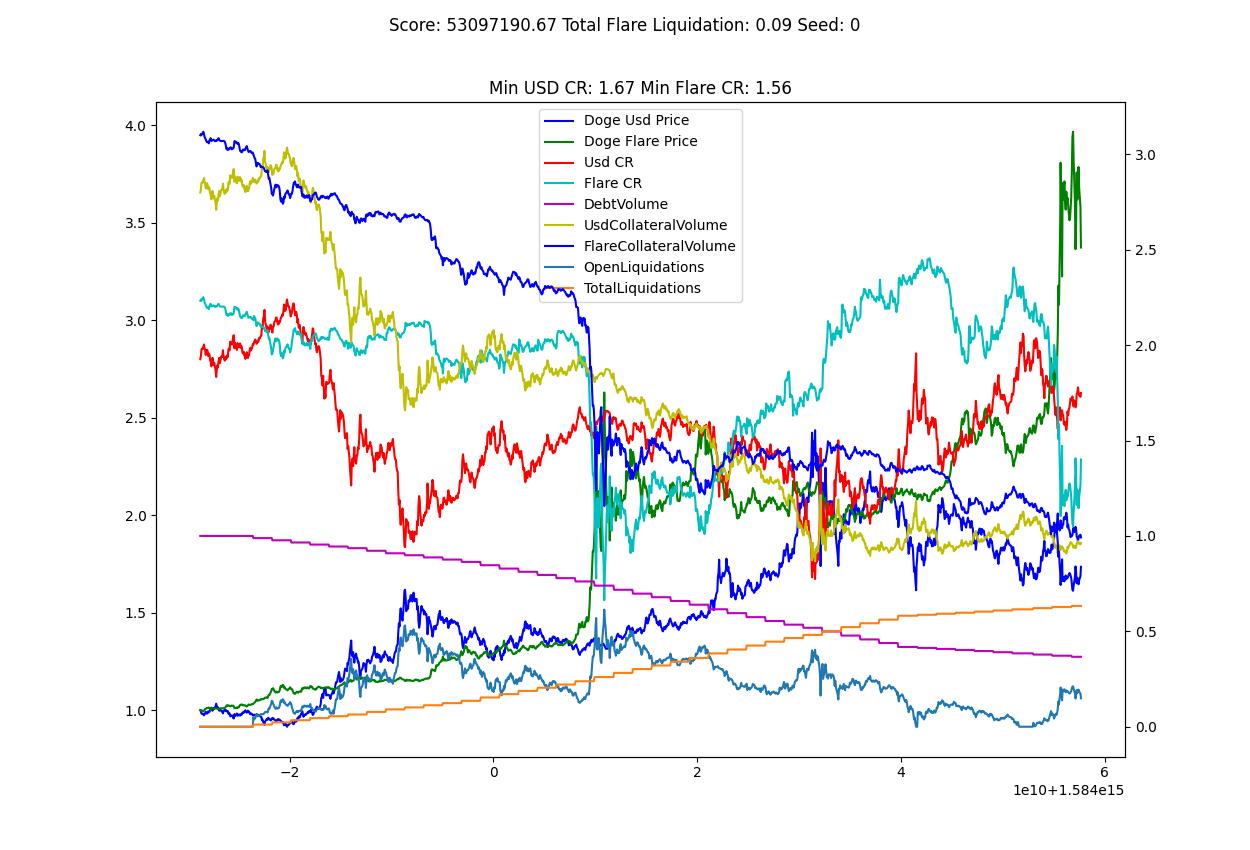 Score: 53097190.67 Total Flare Liquidation: 0.09 Seed: 0
Min USD CR: 1.67 Min Flare CR: 1.56
Doge Usd Price
Doge Flare Price
Usd CR
Flare CR
DebtVolume
UsdCollateralVolume
FlareCollateralVolume
OpenLiquidations
TotalLiquidations
4.0
3.5
3.0
2.5
2.0
1.5
1.0
3.0
2.5
2.0
1.5
1.0
0.5
0.0
−2
0
2
4
6
1e10+1.584e15